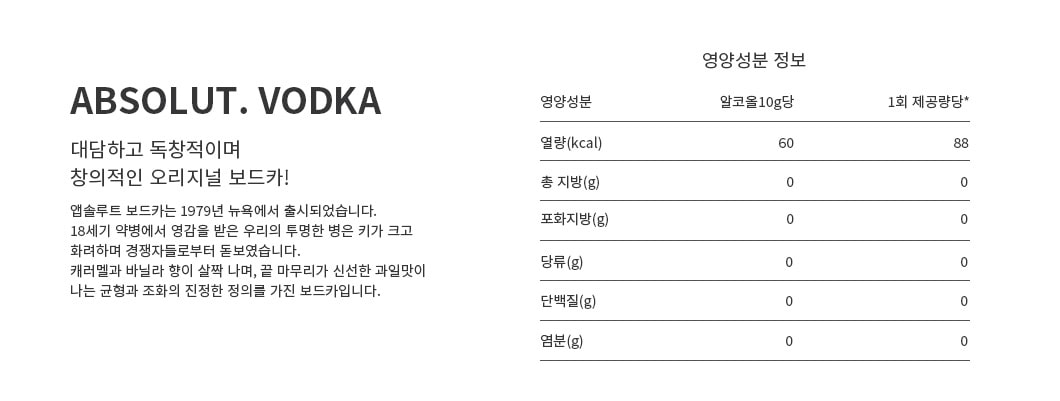 ABSOLUT. VODKA
대담하고 독창적이며
창의적인 오리지널 보드카!
앱솔루트 보드카는 1979년 뉴욕에서 출시되었습니다.
18세기 약병에서 영감을 받은 우리의 투명한 병은 키가 크고
화려하며 경쟁자들로부터 돋보였습니다.
캐러멜과 바닐라 향이 살짝 나며, 끝 마무리가 신선한 과일맛이
나는 균형과 조화의 진정한 정의를 가진 보드카입니다.
영양성분 정보
영양성분 알코올10g당 1회 제공량당*
열량(kcal) 60 88
총 지방(g) 0 0
포화지방(g) 0 0
당류(g) 0 0
단백질(g) 0 0
염분(g) 0 0